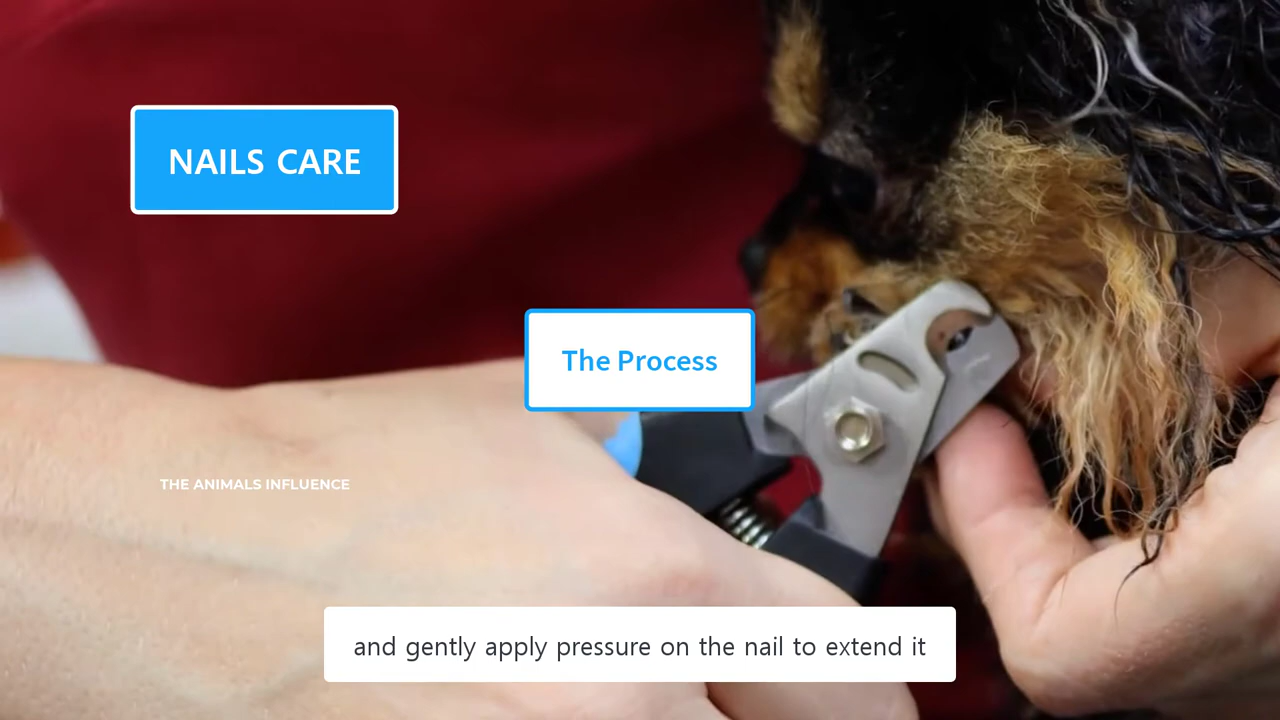 NAILS CARE
The Process
THE ANIMALS INFLUENCE
and gently apply pressure on the nail to extend it